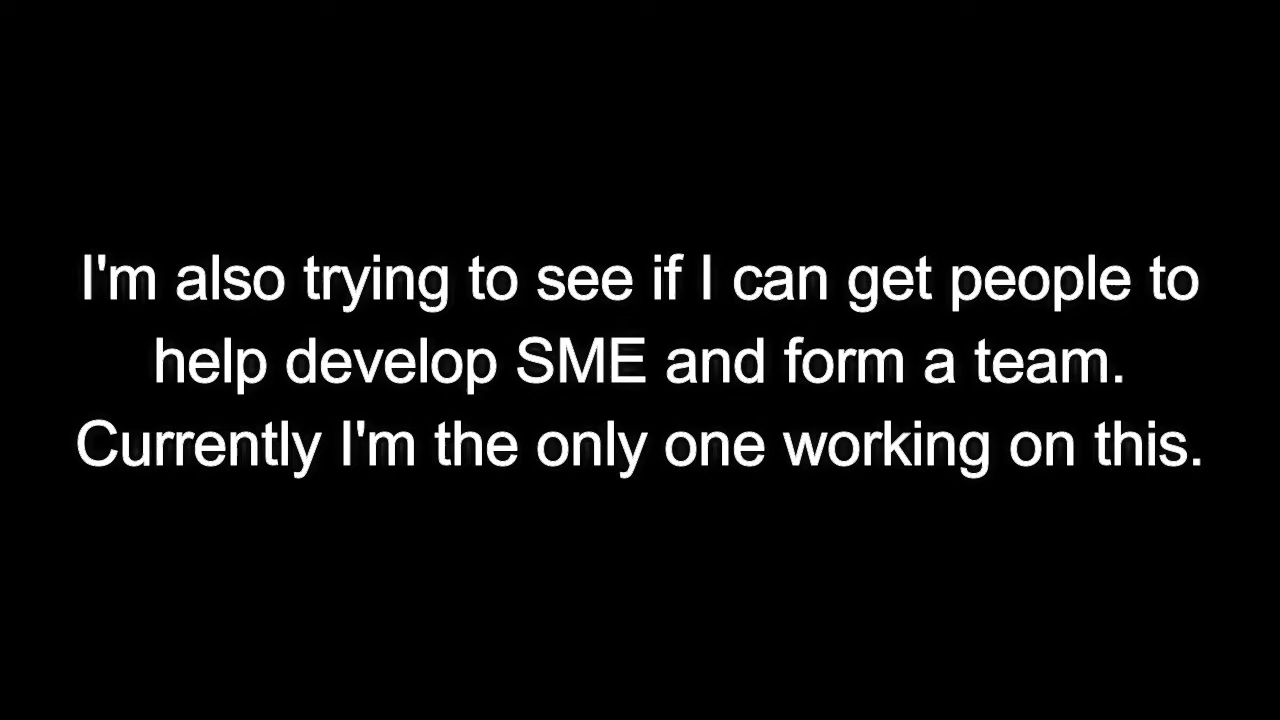 I'm also trying to see if I can get people to
help develop SME and form a team.
Currently I'm the only one working on this.